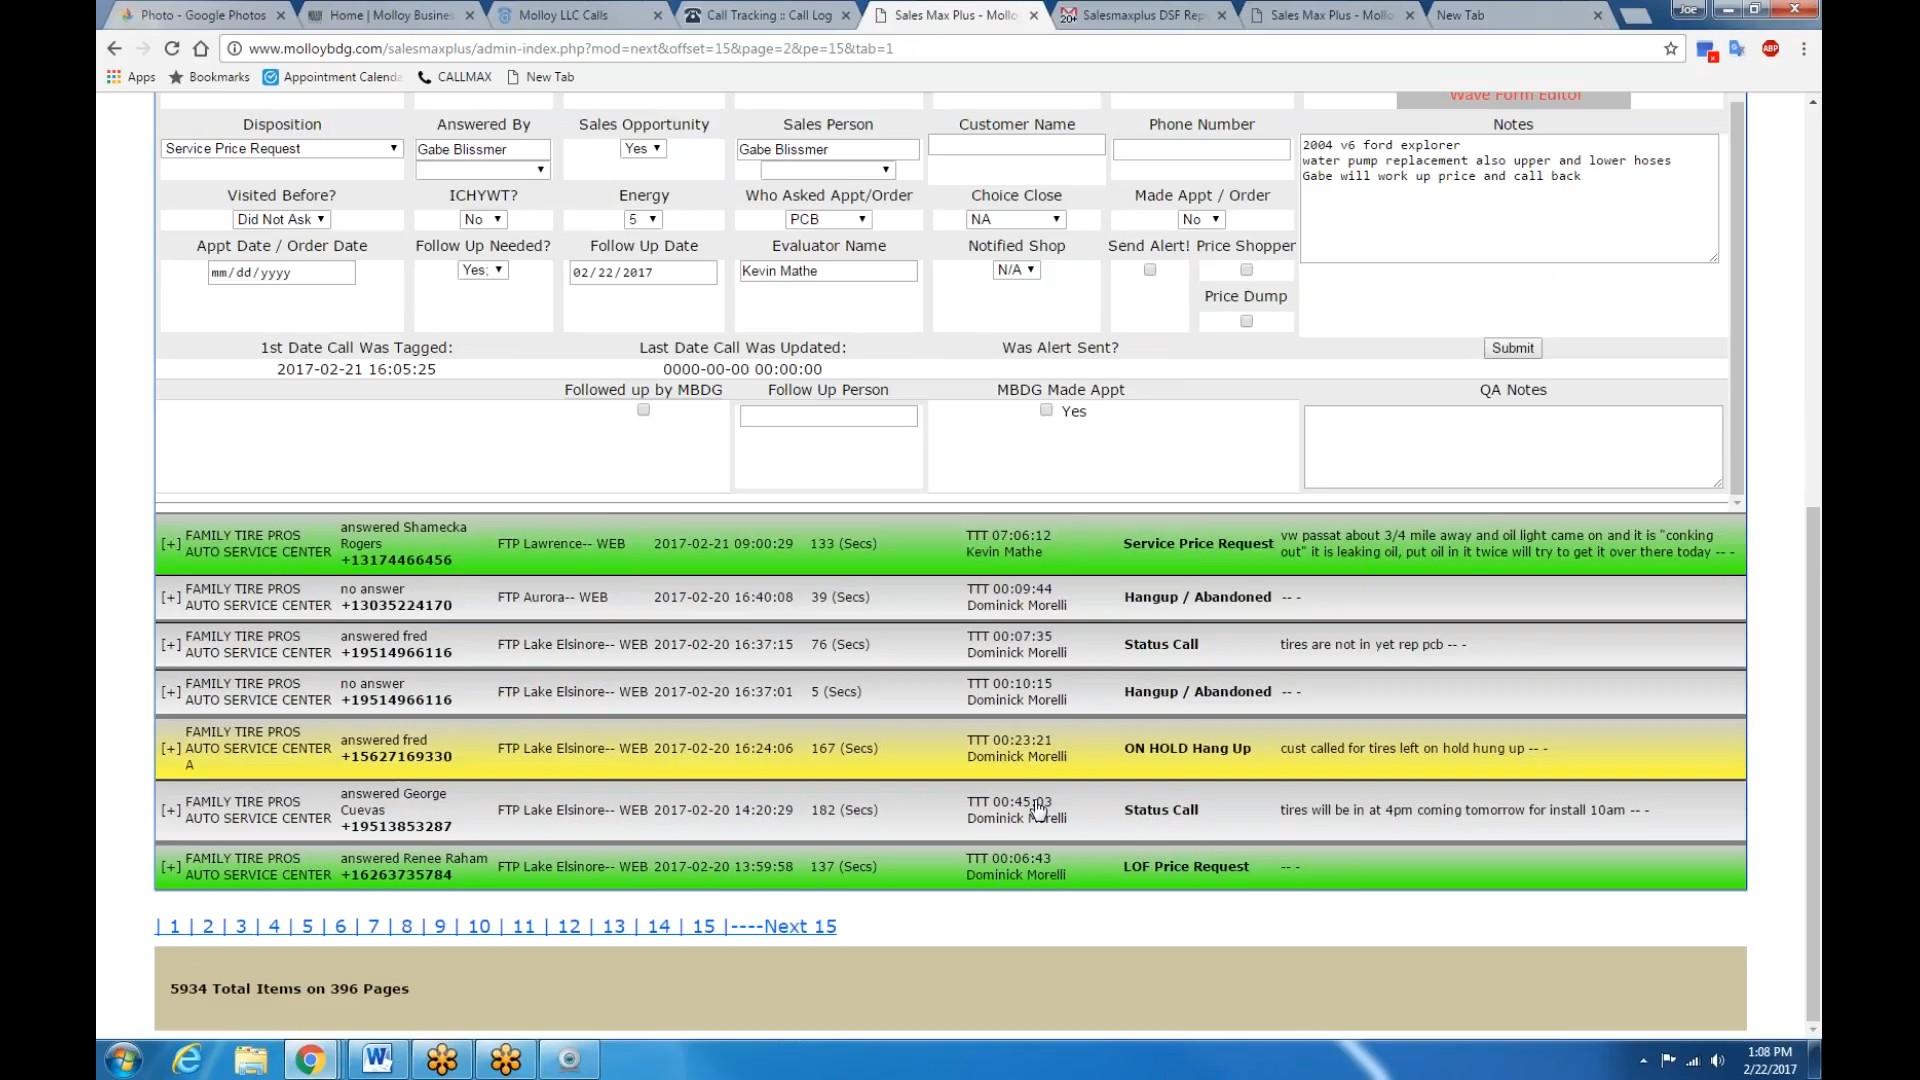 Photo - Google Photos
Home | Molloy Busines
Molloy LLC Calls
Call Tracking :: Call Log
Sales Max Plus - Mollo
Salesmaxplus DSF Rep
Sales Max Plus - Mollo
New Tab
Joe
www.molloybdg.com/salesmaxplus/admin-index.php?mod=next&offset=15&page=2&pe=15&tab=1
ABP
Apps
Bookmarks
Appointment Calenda
CALLMAX
New Tab
Wave Form Editor
Disposition
Answered By
Sales Opportunity
Sales Person
Customer Name
Phone Number
Notes
Service Price Request
Gabe Blissmer
Yes
Gabe Blissmer
2004 v6 ford explorer
water pump replacement also upper and lower hoses
Gabe will work up price and call back
Visited Before?
ICHYWT?
Energy
Who Asked Appt/Order
Choice Close
Made Appt / Order
Did Not Ask
No
5
PCB
NA
No
Appt Date / Order Date
Follow Up Needed?
Follow Up Date
Evaluator Name
Notified Shop
Send Alert!
Price Shopper
mm/dd/yyyy
Yes;
02/22/2017
Kevin Mathe
N/A
Price Dump
1st Date Call Was Tagged:
Last Date Call Was Updated:
Was Alert Sent?
Submit
2017-02-21 16:05:25
0000-00-00 00:00:00
Followed up by MBDG
Follow Up Person
MBDG Made Appt
QA Notes
Yes
[+] FAMILY TIRE PROS AUTO SERVICE CENTER answered Shamecka Rogers +13174466456 FTP Lawrence-- WEB 2017-02-21 09:00:29 133 (Secs) TTT 07:06:12 Kevin Mathe Service Price Request vw passat about 3/4 mile away and oil light came on and it is "conking out" it is leaking oil, put oil in it twice will try to get it over there today -- -
[+] FAMILY TIRE PROS AUTO SERVICE CENTER no answer +13035224170 FTP Aurora-- WEB 2017-02-20 16:40:08 39 (Secs) TTT 00:09:44 Dominick Morelli Hangup / Abandoned -- -
[+] FAMILY TIRE PROS AUTO SERVICE CENTER answered fred +19514966116 FTP Lake Elsinore-- WEB 2017-02-20 16:37:15 76 (Secs) TTT 00:07:35 Dominick Morelli Status Call tires are not in yet rep pcb -- -
[+] FAMILY TIRE PROS AUTO SERVICE CENTER no answer +19514966116 FTP Lake Elsinore-- WEB 2017-02-20 16:37:01 5 (Secs) TTT 00:10:15 Dominick Morelli Hangup / Abandoned -- -
[+] FAMILY TIRE PROS AUTO SERVICE CENTER A answered fred +15627169330 FTP Lake Elsinore-- WEB 2017-02-20 16:24:06 167 (Secs) TTT 00:23:21 Dominick Morelli ON HOLD Hang Up cust called for tires left on hold hung up -- -
[+] FAMILY TIRE PROS AUTO SERVICE CENTER answered George Cuevas +19513853287 FTP Lake Elsinore-- WEB 2017-02-20 14:20:29 182 (Secs) TTT 00:45:03 Dominick Morelli Status Call tires will be in at 4pm coming tomorrow for install 10am -- -
[+] FAMILY TIRE PROS AUTO SERVICE CENTER answered Renee Raham +16263735784 FTP Lake Elsinore-- WEB 2017-02-20 13:59:58 137 (Secs) TTT 00:06:43 Dominick Morelli LOF Price Request -- -
| 1 | 2 | 3 | 4 | 5 | 6 | 7 | 8 | 9 | 10 | 11 | 12 | 13 | 14 | 15 |----Next 15
5934 Total Items on 396 Pages
1:08 PM
2/22/2017